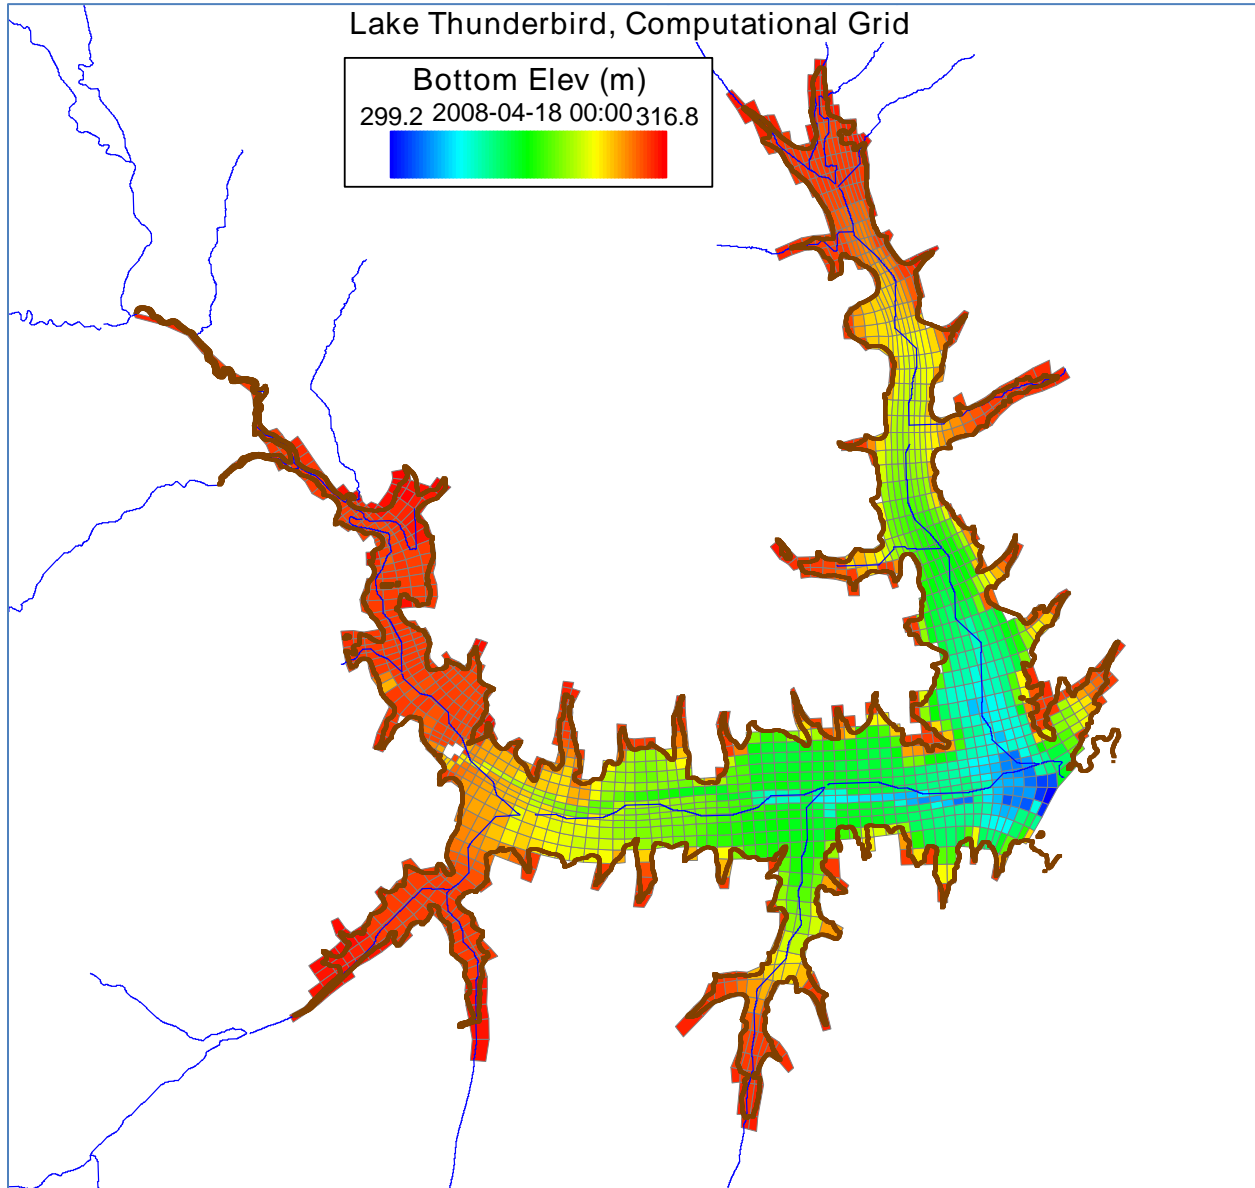 Lake Thunderbird, Computational Grid
Bottom Elev (m)
299.2 2008-04-18 00:00 316.8